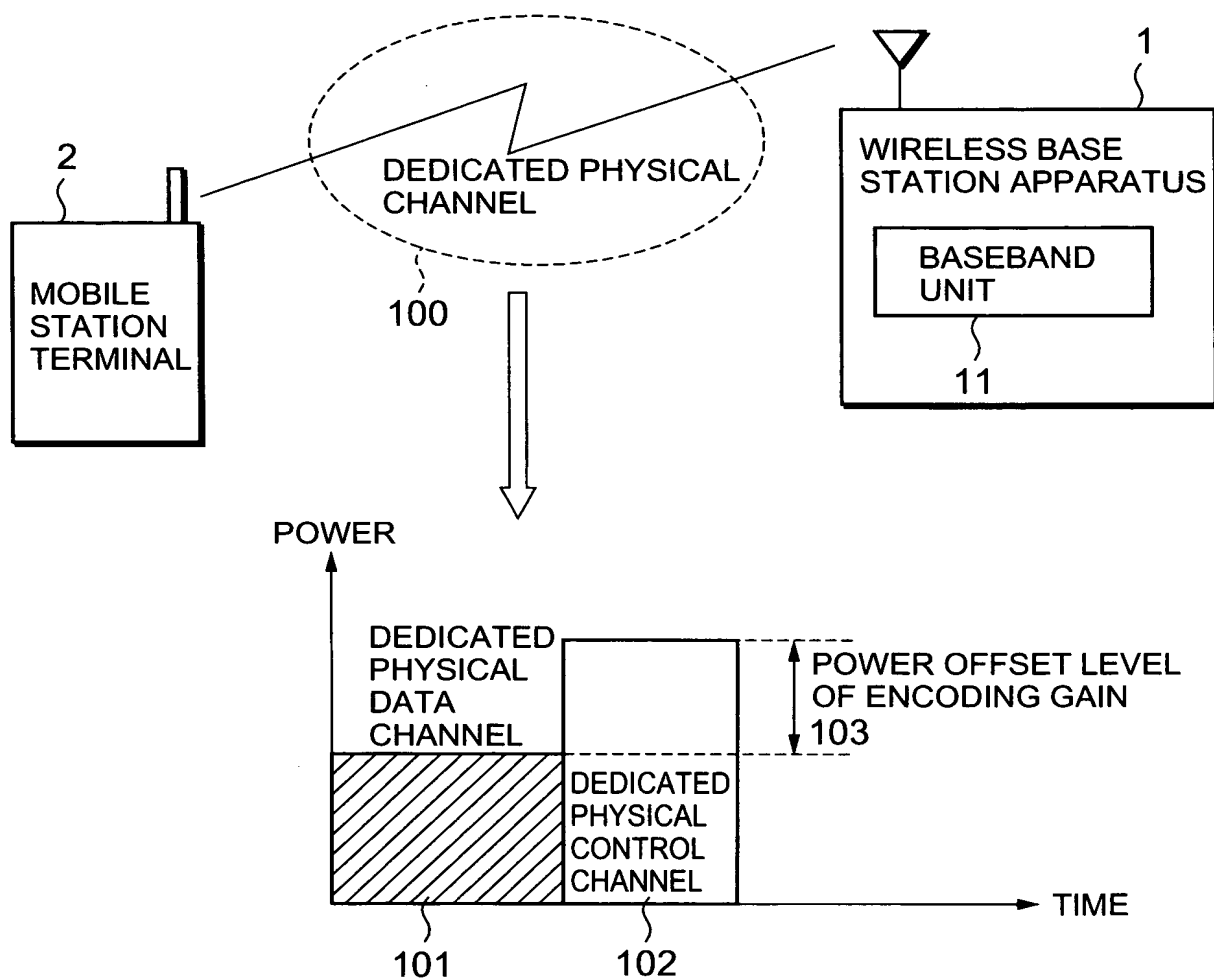 1
2
WIRELESS BASE
STATION APPARATUS
DEDICATED PHYSICAL
CHANNEL
BASEBAND
UNIT
MOBILE
STATION
TERMINAL
100
11
POWER
DEDICATED
PHYSICAL
DATA
CHANNEL
POWER OFFSET LEVEL
OF ENCODING GAIN
103
DEDICATED
PHYSICAL
CONTROL
CHANNEL
TIME
101
102